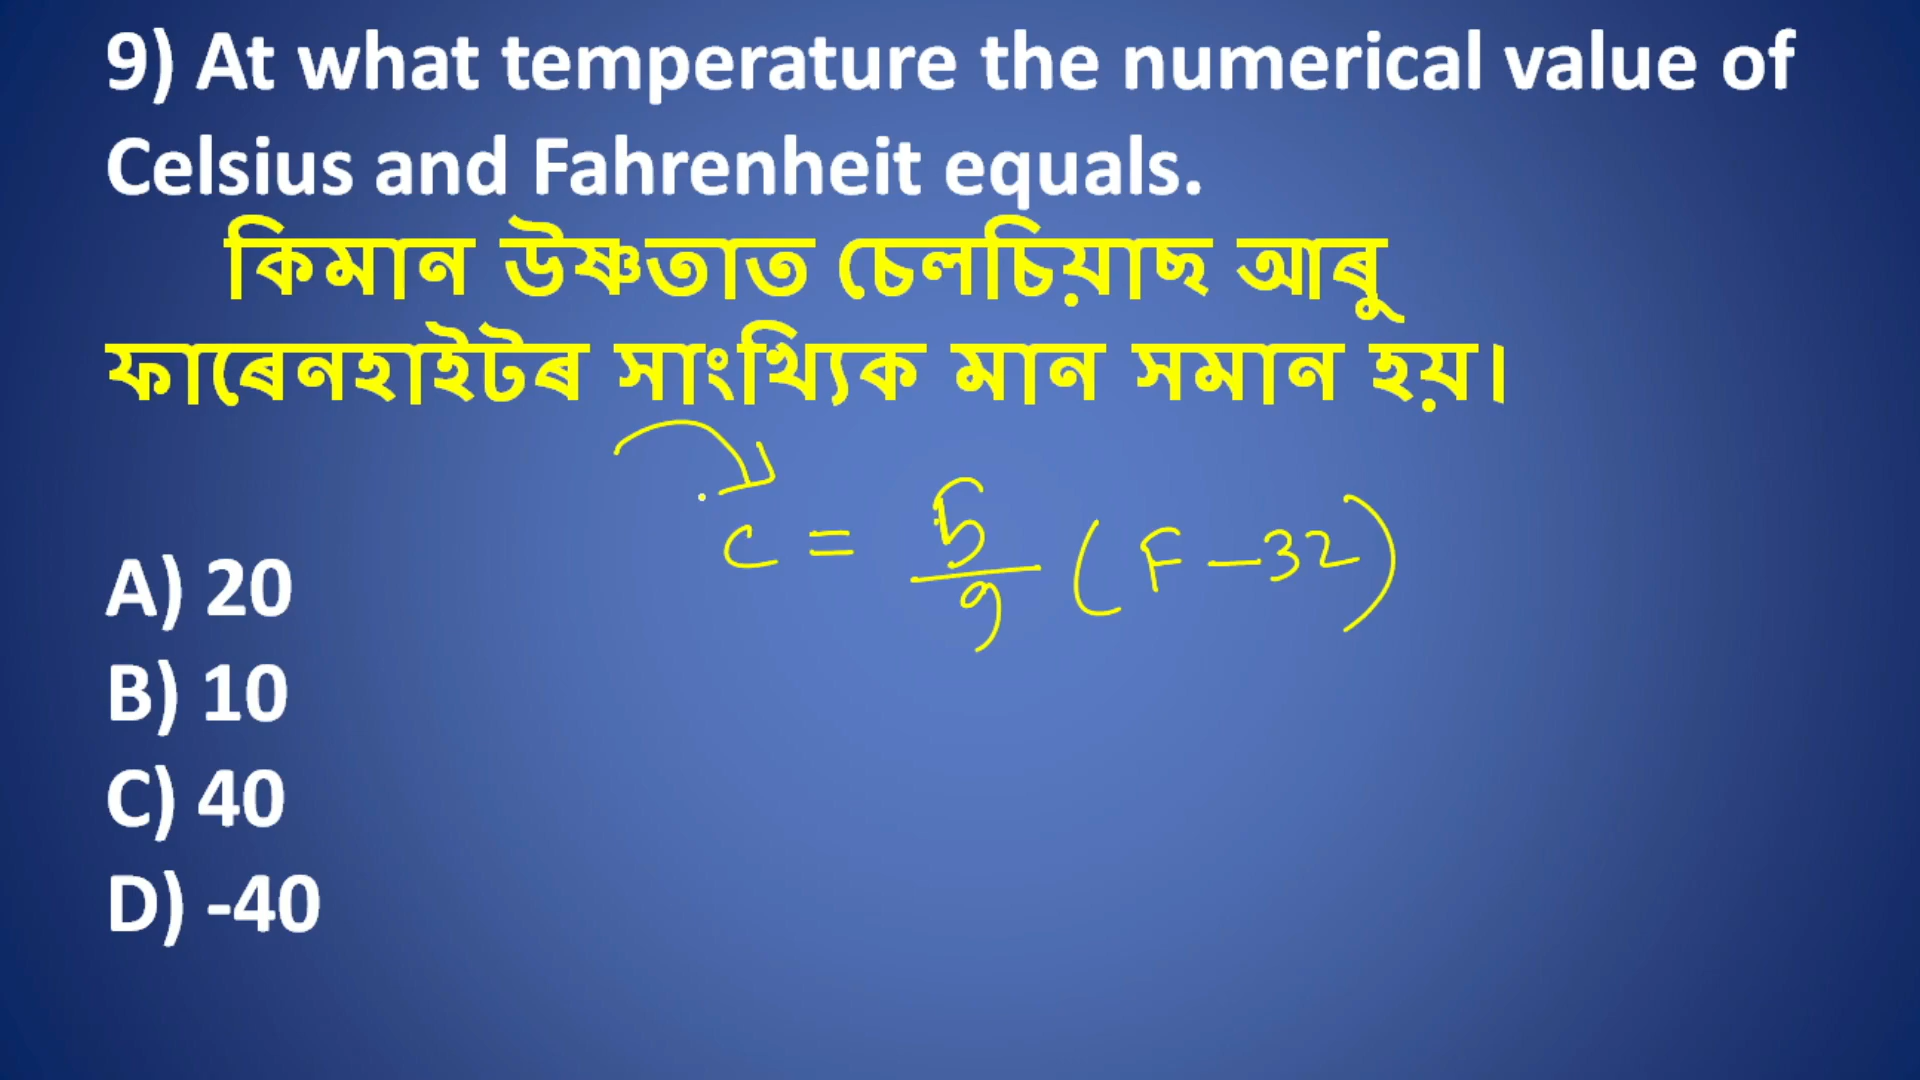 9) At what temperature the numerical value of
Celsius and Fahrenheit equals.
কিমান উষ্ণতাত চেলচিয়াছ আৰু
ফাৰেনহাইটৰ সাংখ্যিক মান সমান হয়।
C = 5/9 (F - 32)
A) 20
B) 10
C) 40
D) -40